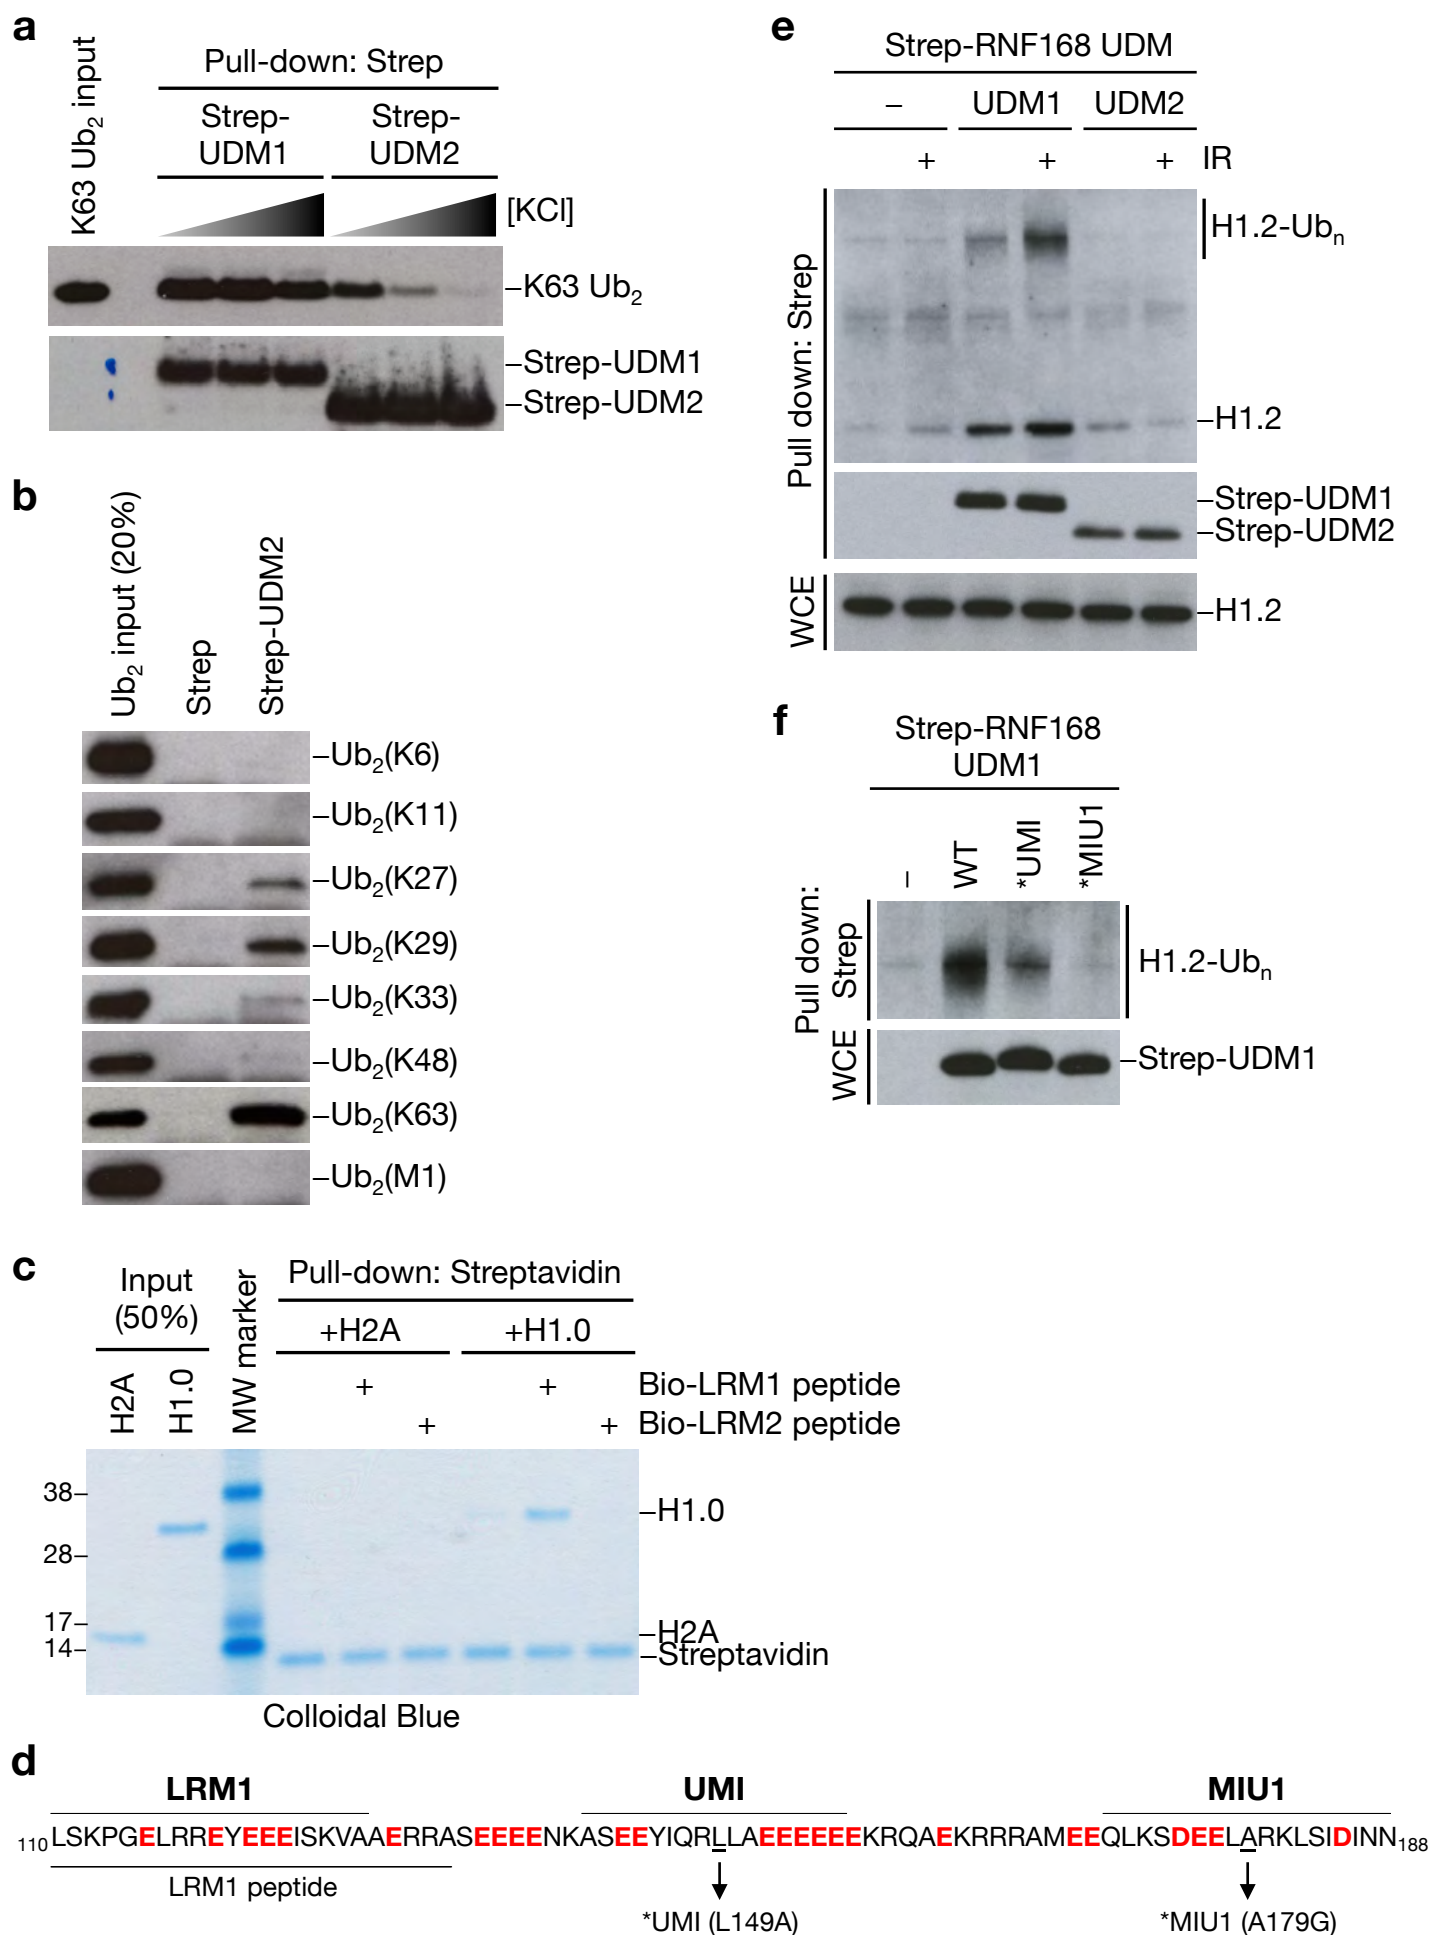 a
K63 Ub2 input
Pull-down: Strep
Strep-UDM1
Strep-UDM2
[KCl]
–K63 Ub2
–Strep-UDM1
–Strep-UDM2
b
Ub2 input (20%)
Strep
Strep-UDM2
–Ub2(K6)
–Ub2(K11)
–Ub2(K27)
–Ub2(K29)
–Ub2(K33)
–Ub2(K48)
–Ub2(K63)
–Ub2(M1)
c
Input
(50%)
H2A
H1.0
MW marker
Pull-down: Streptavidin
+H2A
+H1.0
+ + Bio-LRM1 peptide
+ + Bio-LRM2 peptide
38–
28–
17–
14–
–H1.0
–H2A
–Streptavidin
Colloidal Blue
d
LRM1 UMI MIU1
110LSKPGELRREYEEEISKVAAERRASEEEENKASEEYIQRLLAEEEEEEKRQAEKRRRAMEEQLKSDEELARKLSIDINN188
LRM1 peptide
*UMI (L149A)
*MIU1 (A179G)
e
Strep-RNF168 UDM
– UDM1 UDM2
+ + + IR
Pull down: Strep
H1.2-Ubn
–H1.2
–Strep-UDM1
–Strep-UDM2
WCE
–H1.2
f
Strep-RNF168
UDM1
–
WT
*UMI
*MIU1
Pull down:
Strep
H1.2-Ubn
WCE
–Strep-UDM1